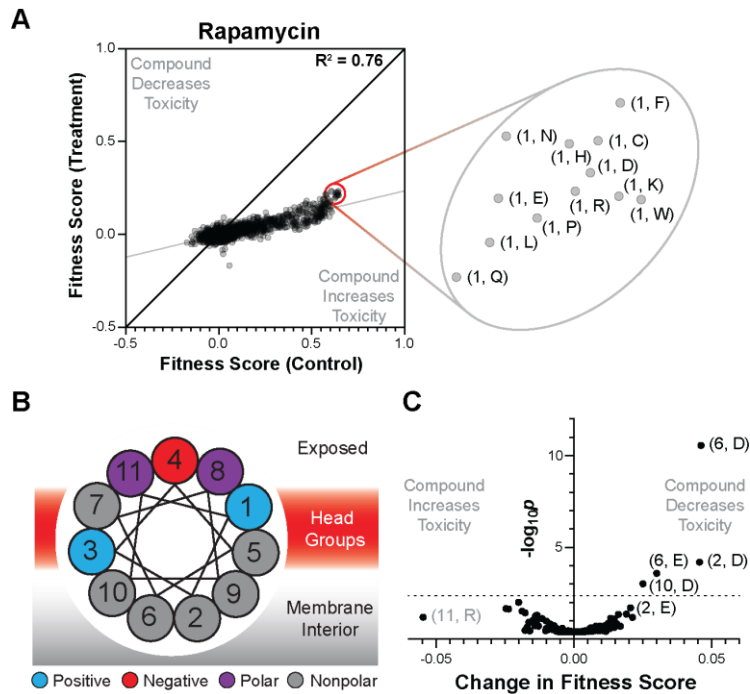 A
Rapamycin
Compound
Decreases
Toxicity
R² = 0.76
Compound
Increases
Toxicity
Fitness Score (Treatment)
1.0
0.5
0.0
-0.5
-0.5
0.0
0.5
1.0
Fitness Score (Control)
(1, F)
(1, N)
(1, C)
(1, H)
(1, D)
(1, E)
(1, K)
(1, R)
(1, W)
(1, P)
(1, L)
(1, Q)
B
Exposed
Head
Groups
Membrane
Interior
4
11
8
7
1
3
5
10
9
6
2
Positive
Negative
Polar
Nonpolar
C
-log₁₀p
10
5
Compound
Increases
Toxicity
Compound
Decreases
Toxicity
(6, D)
(6, E)
(2, D)
(10, D)
(2, E)
(11, R)
-0.05
0.00
0.05
Change in Fitness Score